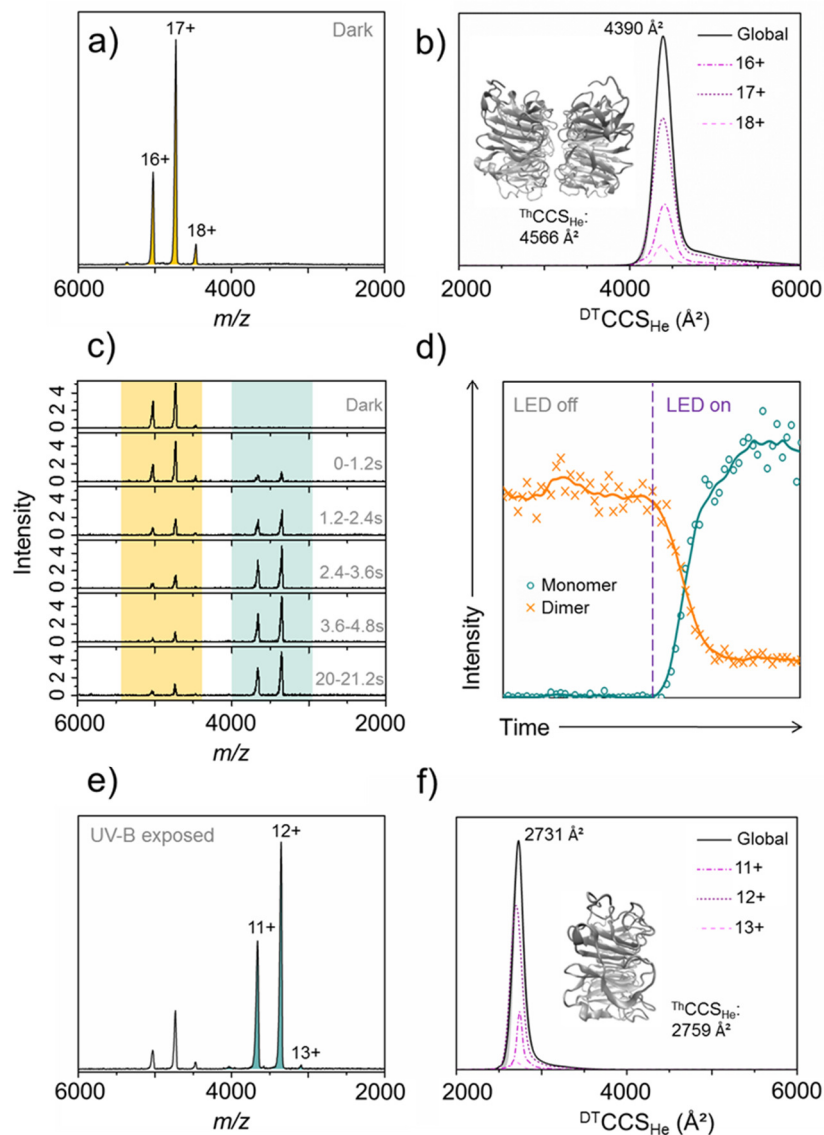 a)
Dark
17+
16+
18+
6000 4000 2000
m/z
b)
4390 Å²
Global
16+
17+
18+
ThCCSHe:
4566 Å²
2000 4000 6000
DTCCSHe (Å²)
c)
Intensity
0 2 4
Dark
0 2 4
0-1.2s
0 2 4
1.2-2.4s
0 2 4
2.4-3.6s
0 2 4
3.6-4.8s
0 2 4
20-21.2s
6000 4000 2000
m/z
d)
LED off
LED on
Monomer
Dimer
Intensity
Time
e)
UV-B exposed
12+
11+
13+
6000 4000 2000
m/z
f)
2731 Å²
Global
11+
12+
13+
ThCCSHe:
2759 Å²
2000 4000 6000
DTCCSHe (Å²)